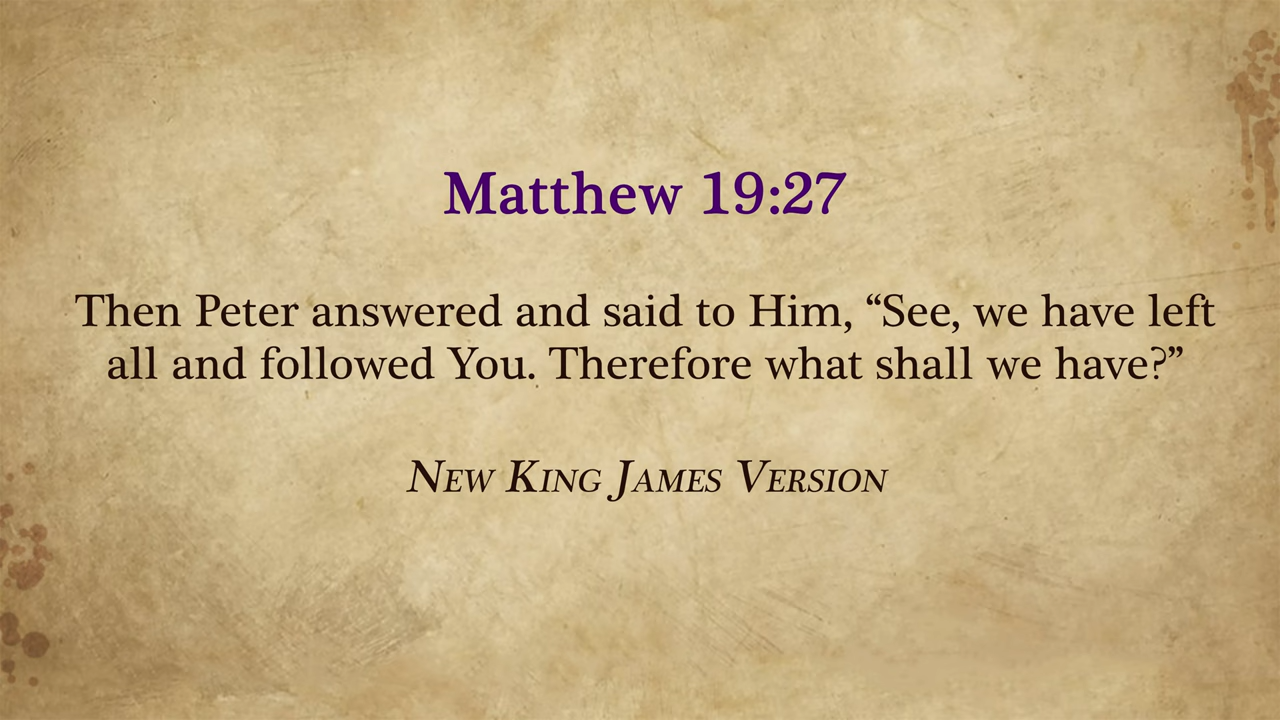 Matthew 19:27
Then Peter answered and said to Him, “See, we have left
all and followed You. Therefore what shall we have?”
New King James Version